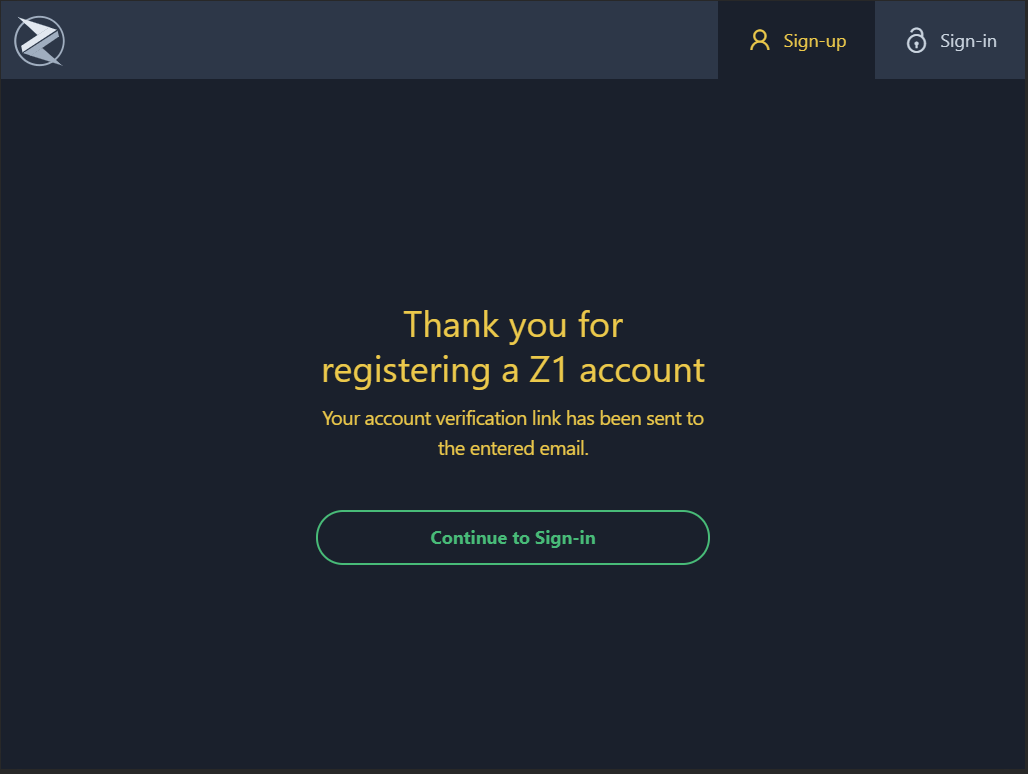 Sign-up
Sign-in
Thank you for
registering a Z1 account
Your account verification link has been sent to
the entered email.
Continue to Sign-in